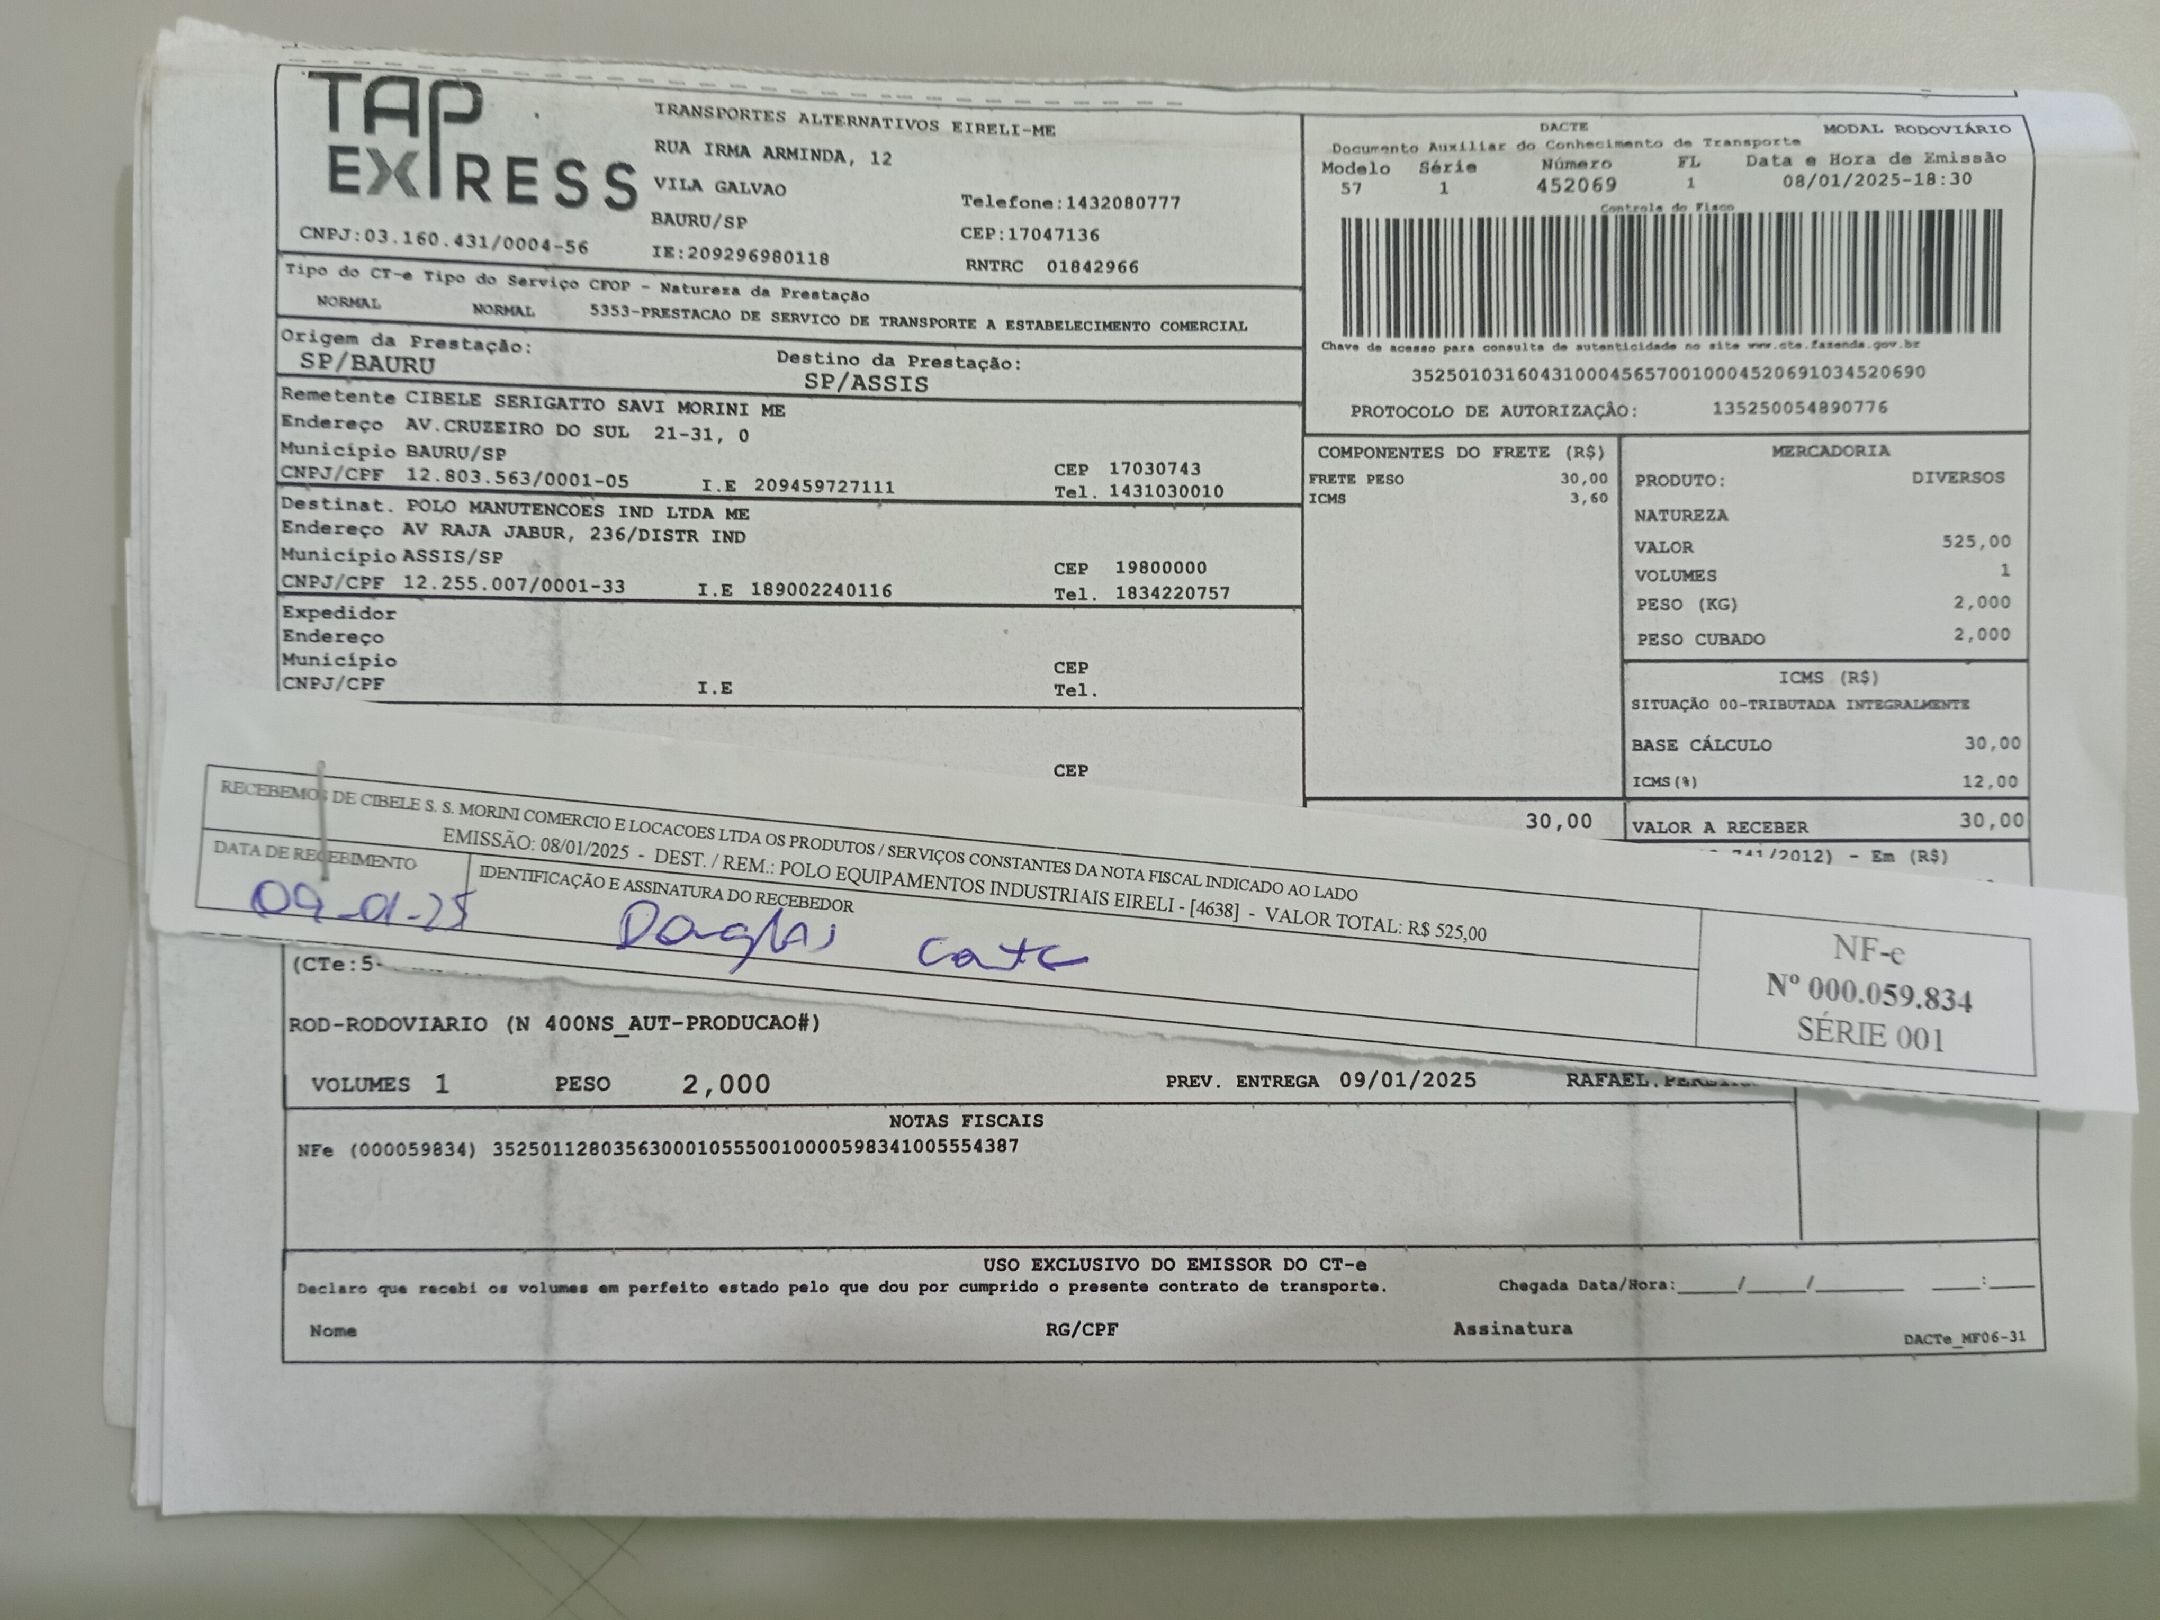 TAP EXPRESS
TRANSPORTES ALTERNATIVOS EIRELI-ME
RUA IRMA ARMINDA, 12
VILA GALVAO
BAURU/SP
Telefone:1432080777
CEP:17047136
CNPJ:03.160.431/0004-56
IE:209296980118
RNTRC 01842966
DACTE MODAL RODOVIÁRIO
Documento Auxiliar do Conhecimento de Transporte
Modelo Série Número FL Data e Hora de Emissão
57 1 452069 1 08/01/2025-18:30
Controle do Fisco
Chave de acesso para consulta de autenticidade no site www.cte.fazenda.gov.br
35250103160431000456570010004520691034520690
PROTOCOLO DE AUTORIZAÇÃO: 135250054890776
Tipo do CT-e Tipo do Serviço CFOP - Natureza da Prestação
NORMAL NORMAL 5353-PRESTACAO DE SERVICO DE TRANSPORTE A ESTABELECIMENTO COMERCIAL
Origem da Prestação: Destino da Prestação:
SP/BAURU SP/ASSIS
Remetente CIBELE SERIGATTO SAVI MORINI ME
Endereço AV.CRUZEIRO DO SUL 21-31, 0
Município BAURU/SP CEP 17030743
CNPJ/CPF 12.803.563/0001-05 I.E 209459727111 Tel. 1431030010
Destinat. POLO MANUTENCOES IND LTDA ME
Endereço AV RAJA JABUR, 236/DISTR IND
Município ASSIS/SP CEP 19800000
CNPJ/CPF 12.255.007/0001-33 I.E 189002240116 Tel. 1834220757
Expedidor
Endereço
Município CEP
CNPJ/CPF I.E Tel.
CEP
COMPONENTES DO FRETE (R$)
FRETE PESO 30,00
ICMS 3,60
30,00
MERCADORIA
PRODUTO: DIVERSOS
NATUREZA
VALOR 525,00
VOLUMES 1
PESO (KG) 2,000
PESO CUBADO 2,000
ICMS (R$)
SITUAÇÃO 00-TRIBUTADA INTEGRALMENTE
BASE CÁLCULO 30,00
ICMS(%) 12,00
VALOR A RECEBER 30,00
741/2012) - Em (R$)
RECEBEMOS DE CIBELE S. S. MORINI COMERCIO E LOCACOES LTDA OS PRODUTOS / SERVIÇOS CONSTANTES DA NOTA FISCAL INDICADO AO LADO
EMISSÃO: 08/01/2025 - DEST. / REM.: POLO EQUIPAMENTOS INDUSTRIAIS EIRELI - [4638] - VALOR TOTAL: R$ 525,00
DATA DE RECEBIMENTO IDENTIFICAÇÃO E ASSINATURA DO RECEBEDOR
09-01-25 Douglas
NF-e
Nº 000.059.834
SÉRIE 001
(CTe:5-
ROD-RODOVIARIO (N 400NS_AUT-PRODUCAO#)
VOLUMES 1 PESO 2,000 PREV. ENTREGA 09/01/2025 RAFAEL.
NOTAS FISCAIS
NFe (000059834) 35250112803563000105550010000598341005554387
USO EXCLUSIVO DO EMISSOR DO CT-e
Declaro que recebi os volumes em perfeito estado pelo que dou por cumprido o presente contrato de transporte. Chegada Data/Hora:_____/_____/________ ____:____
Nome RG/CPF Assinatura
DACTe_MF06-31